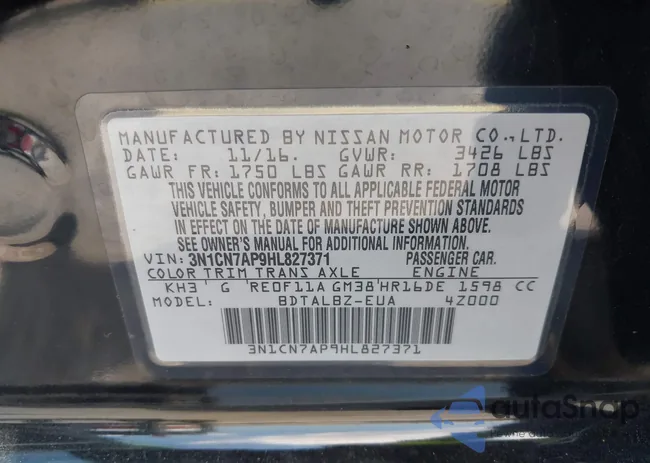 MANUFACTURED BY NISSAN MOTOR CO.,LTD.
DATE: 11/16. GVWR: 3426 LBS
GAWR FR: 1750 LBS GAWR RR: 1708 LBS
THIS VEHICLE CONFORMS TO ALL APPLICABLE FEDERAL MOTOR
VEHICLE SAFETY, BUMPER AND THEFT PREVENTION STANDARDS
IN EFFECT ON THE DATE OF MANUFACTURE SHOWN ABOVE.
SEE OWNER'S MANUAL FOR ADDITIONAL INFORMATION.
VIN: 3N1CN7AP9HL827371 PASSENGER CAR.
COLOR TRIM TRANS AXLE ENGINE
KH3 G RE0F11A GM38 HR16DE 1598 CC
MODEL: BDTALBZ-EUA 4Z000
3N1CN7AP9HL827371
autoSnap